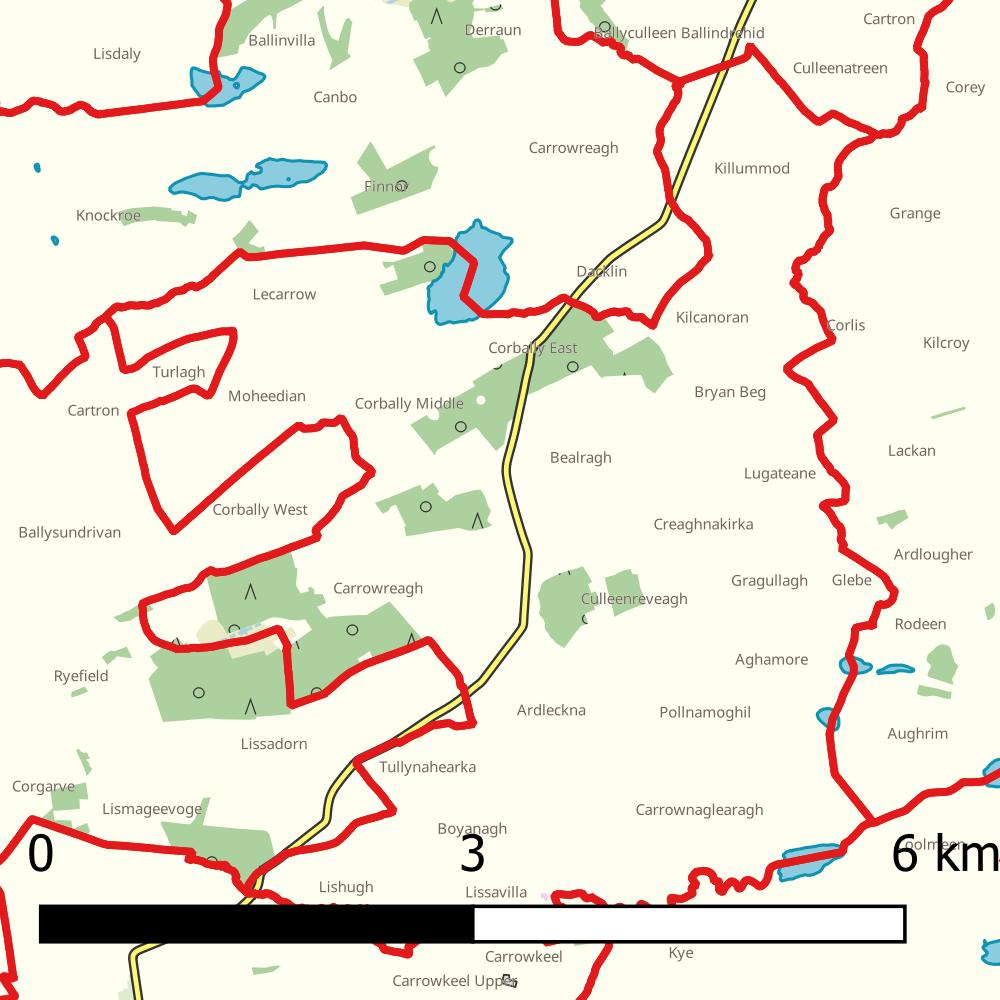 Cartron
Derraun
Ballyculleen Ballindrehid
Ballinvilla
Lisdaly
Culleenatreen
Corey
Canbo
Carrowreagh
Killummod
Finnor
Knockroe
Grange
Dacklin
Lecarrow
Kilcanoran
Corlis
Kilcroy
Corbally East
Turlagh
Moheedian
Bryan Beg
Cartron
Corbally Middle
Lackan
Bealragh
Lugateane
Corbally West
Creaghnakirka
Ballysundrivan
Ardlougher
Gragullagh
Glebe
Carrowreagh
Culleenreveagh
Rodeen
Aghamore
Ryefield
Ardleckna
Pollnamoghil
Aughrim
Lissadorn
Tullynahearka
Corgarve
Lismageevoge
Carrownaglearagh
Boyanagh
0 3 6 km
Lishugh
Lissavilla
Kye
Carrowkeel
Carrowkeel Upper